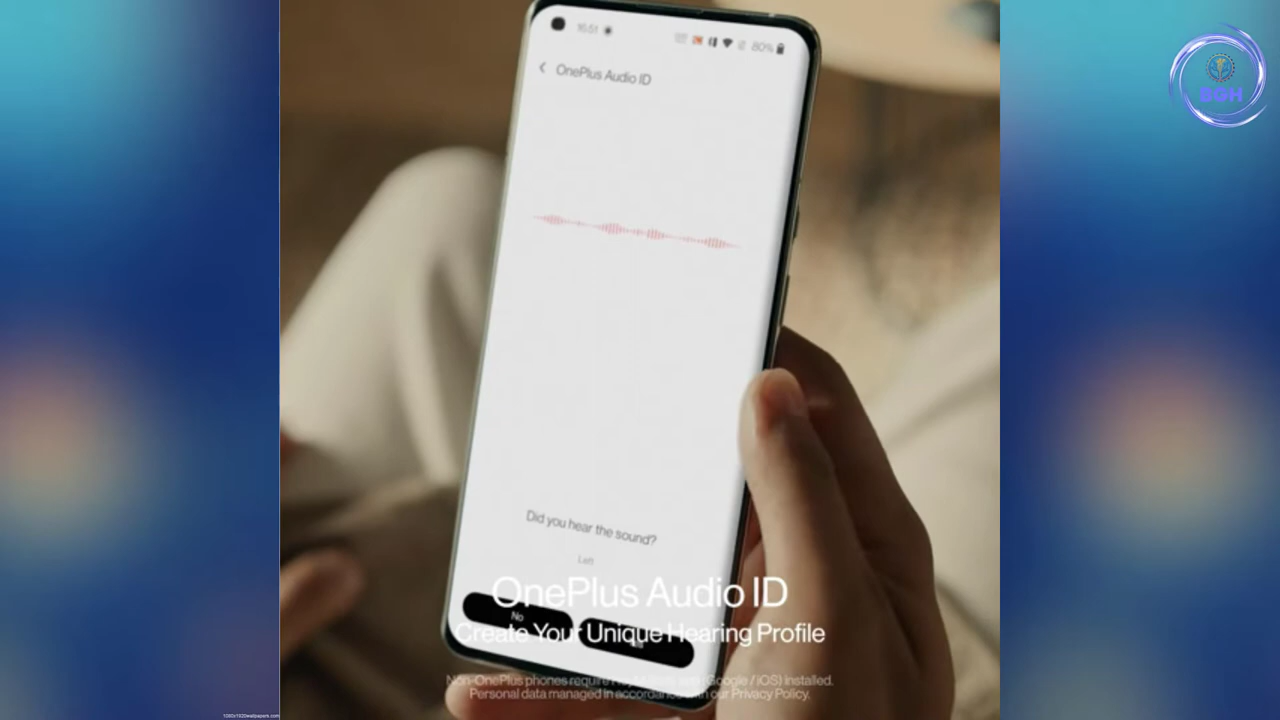 16:51
80%
OnePlus Audio ID
BGH
Did you hear the sound?
Left
OnePlus Audio ID
No
Create Your Unique Hearing Profile
Non-OnePlus phones require (Google / iOS) installed.
Personal data managed in accordance with our Privacy Policy.